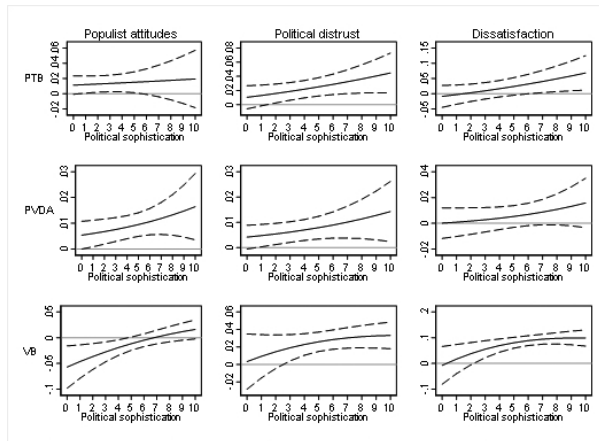 Populist attitudes Political distrust Dissatisfaction
PTB
-.02 0 .02 .04 .06
0 .02 .04 .06 .08
-.05 0 .05 .1 .15
0 1 2 3 4 5 6 7 8 9 10
0 1 2 3 4 5 6 7 8 9 10
0 1 2 3 4 5 6 7 8 9 10
Political sophistication Political sophistication Political sophistication
PVDA
0 .01 .02 .03
0 .01 .02 .03
-.02 0 .02 .04
0 1 2 3 4 5 6 7 8 9 10
0 1 2 3 4 5 6 7 8 9 10
0 1 2 3 4 5 6 7 8 9 10
Political sophistication Political sophistication Political sophistication
VB
-.1 -.05 0 .05
-.02 0 .02 .04 .06
-.1 0 .1 .2
0 1 2 3 4 5 6 7 8 9 10
0 1 2 3 4 5 6 7 8 9 10
0 1 2 3 4 5 6 7 8 9 10
Political sophistication Political sophistication Political sophistication